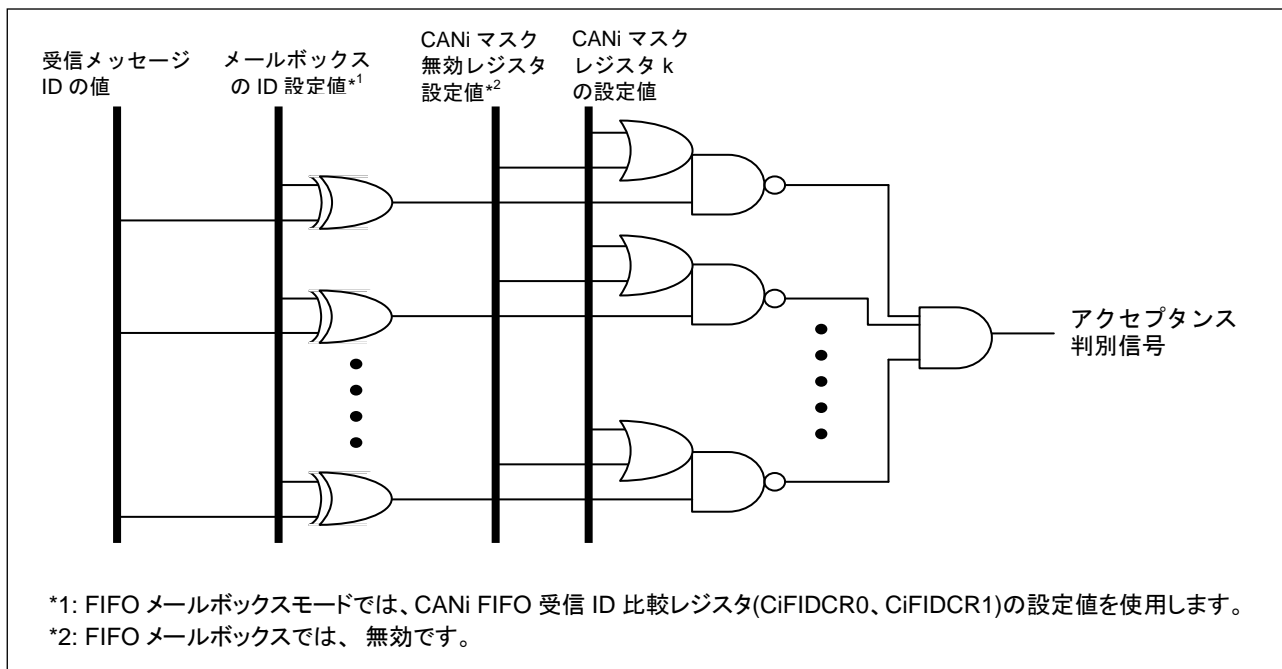 受信メッセージ
ID の値
メールボックス
の ID 設定値*1
CANi マスク
無効レジスタ
設定値*2
CANi マスク
レジスタ k
の設定値
アクセプタンス
判別信号
*1: FIFO メールボックスモードでは、CANi FIFO 受信 ID 比較レジスタ(CiFIDCR0、CiFIDCR1)の設定値を使用します。
*2: FIFO メールボックスでは、 無効です。